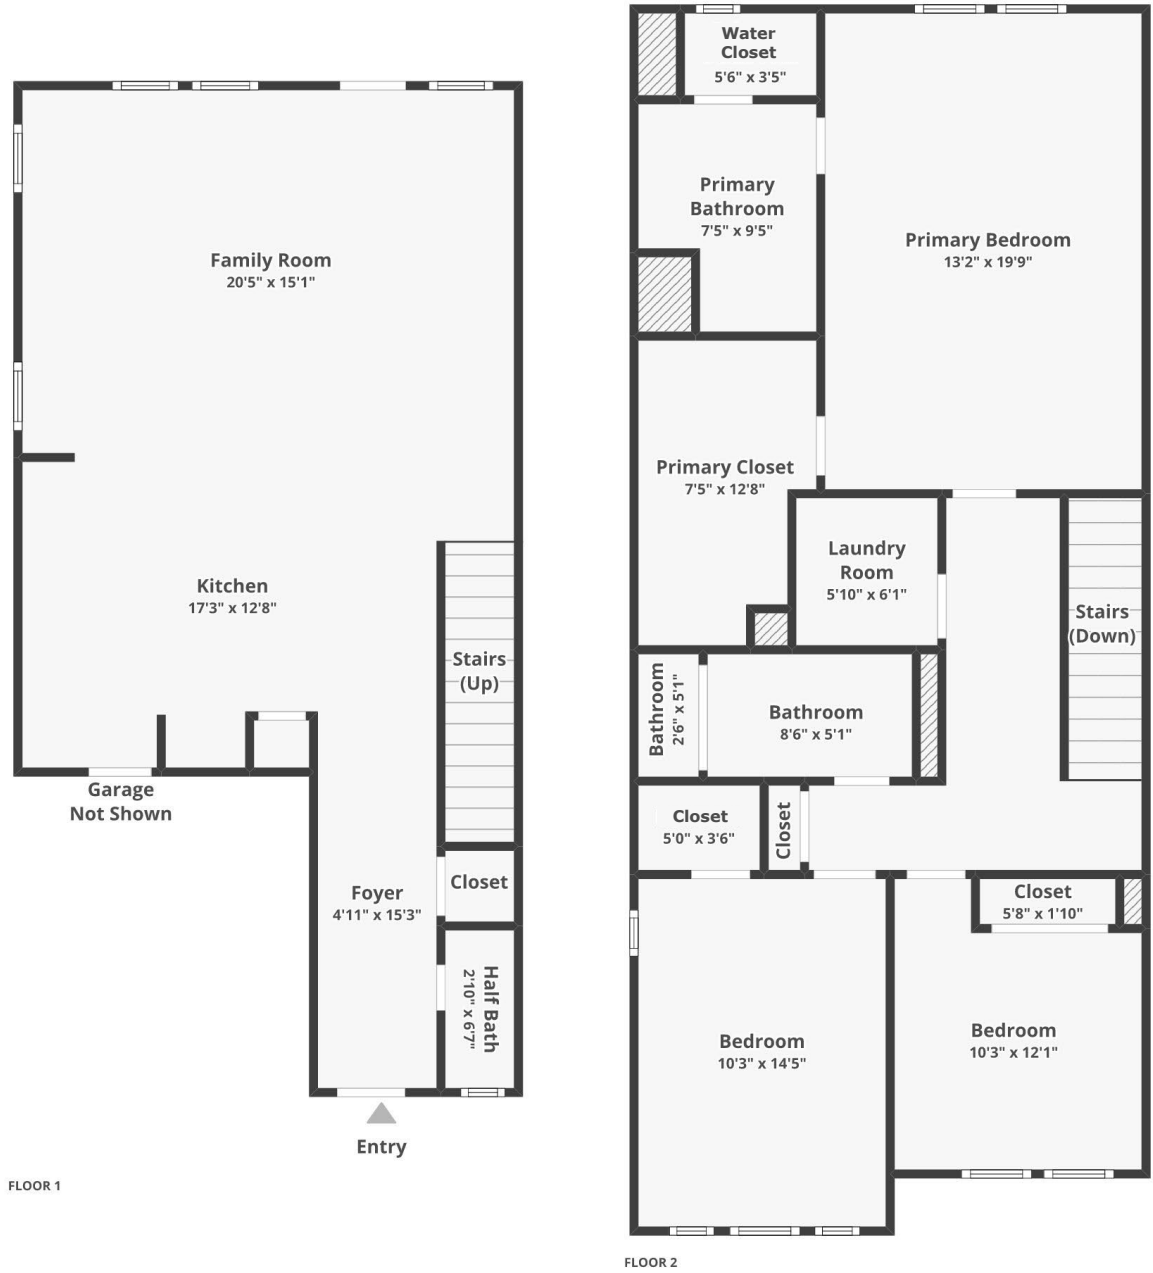 Family Room
20'5" x 15'1"
Kitchen
17'3" x 12'8"
Stairs
(Up)
Garage
Not Shown
Closet
Foyer
4'11" x 15'3"
Half Bath
2'10" x 6'7"
Entry
FLOOR 1
Water
Closet
5'6" x 3'5"
Primary
Bathroom
7'5" x 9'5"
Primary Bedroom
13'2" x 19'9"
Primary Closet
7'5" x 12'8"
Laundry
Room
5'10" x 6'1"
Stairs
(Down)
Bathroom
2'6" x 5'1"
Bathroom
8'6" x 5'1"
Closet
5'0" x 3'6"
Closet
Closet
5'8" x 1'10"
Bedroom
10'3" x 14'5"
Bedroom
10'3" x 12'1"
FLOOR 2